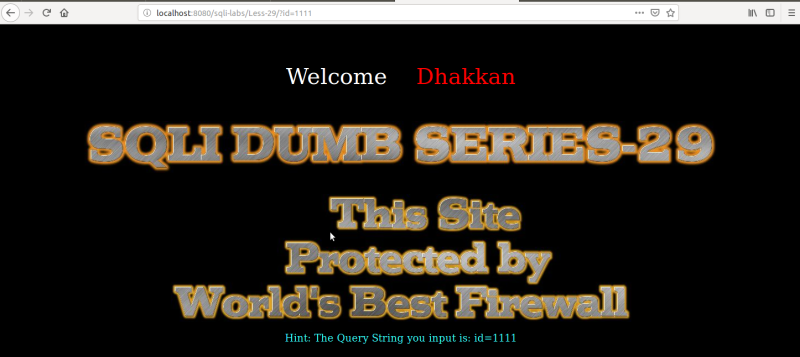 localhost:8080/sqli-labs/Less-29/?id=1111
Welcome Dhakkan
SQLI DUMB SERIES-29
This Site
Protected by
World's Best Firewall
Hint: The Query String you input is: id=1111